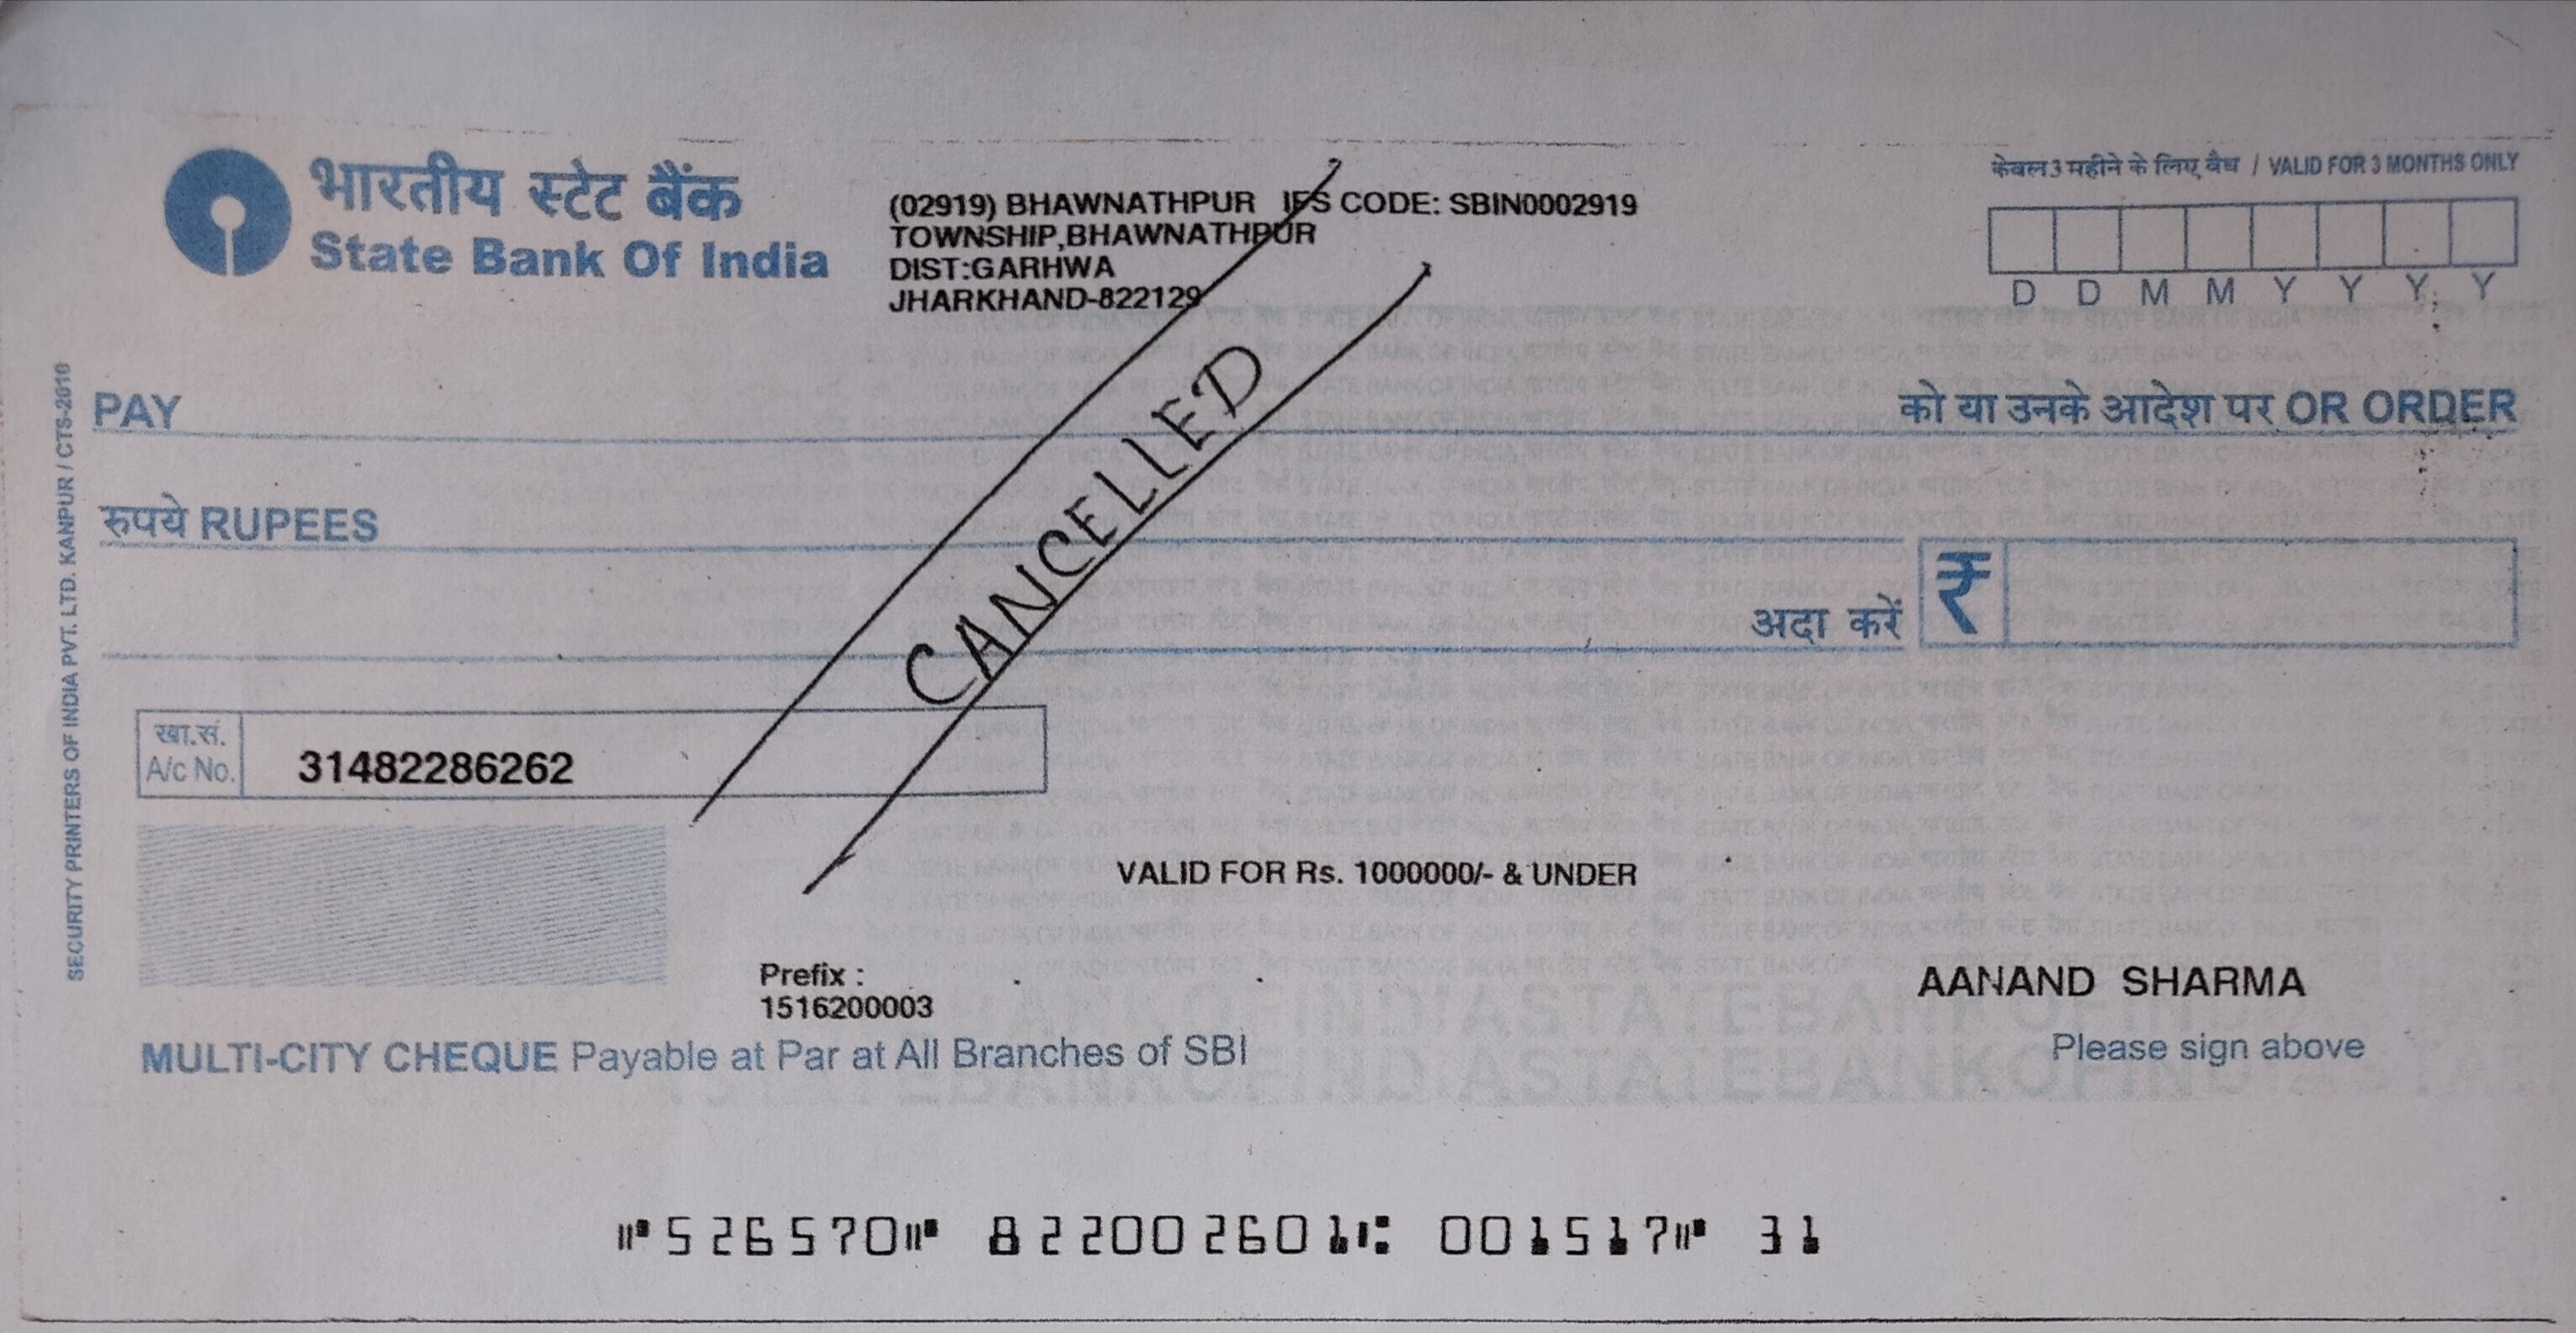 भारतीय स्टेट बैंक
State Bank Of India
(02919) BHAWNATHPUR IFS CODE: SBIN0002919
TOWNSHIP,BHAWNATHPUR
DIST:GARHWA
JHARKHAND-822129
केवल 3 महीने के लिए वैध / VALID FOR 3 MONTHS ONLY
D D M M Y Y Y Y
PAY
को या उनके आदेश पर OR ORDER
रुपये RUPEES
अदा करें ₹
CANCELLED
खा.सं.
A/c No. 31482286262
VALID FOR Rs. 1000000/- & UNDER
Prefix :
1516200003
AANAND SHARMA
MULTI-CITY CHEQUE Payable at Par at All Branches of SBI
Please sign above
SECURITY PRINTERS OF INDIA PVT. LTD. KANPUR / CTS-2010
⑈526570⑈ 822002601⑆ 001517⑈ 31